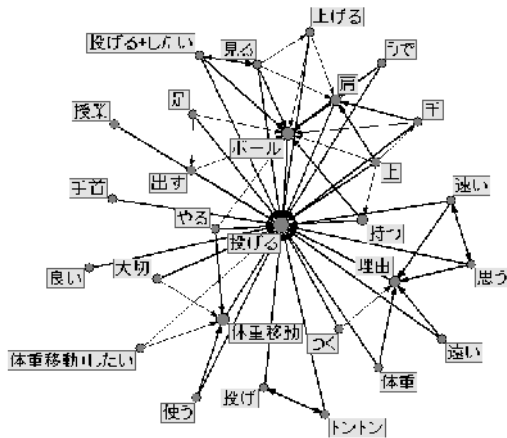 上げる
投げる+したい
見る
うで
足
肩
授業
手
ボール
出す
上
手首
速い
やる
投げる
持つ
良い
大切
理由
思う
体重移動
つく
遠い
体重移動+したい
体重
使う
投げ
トントン